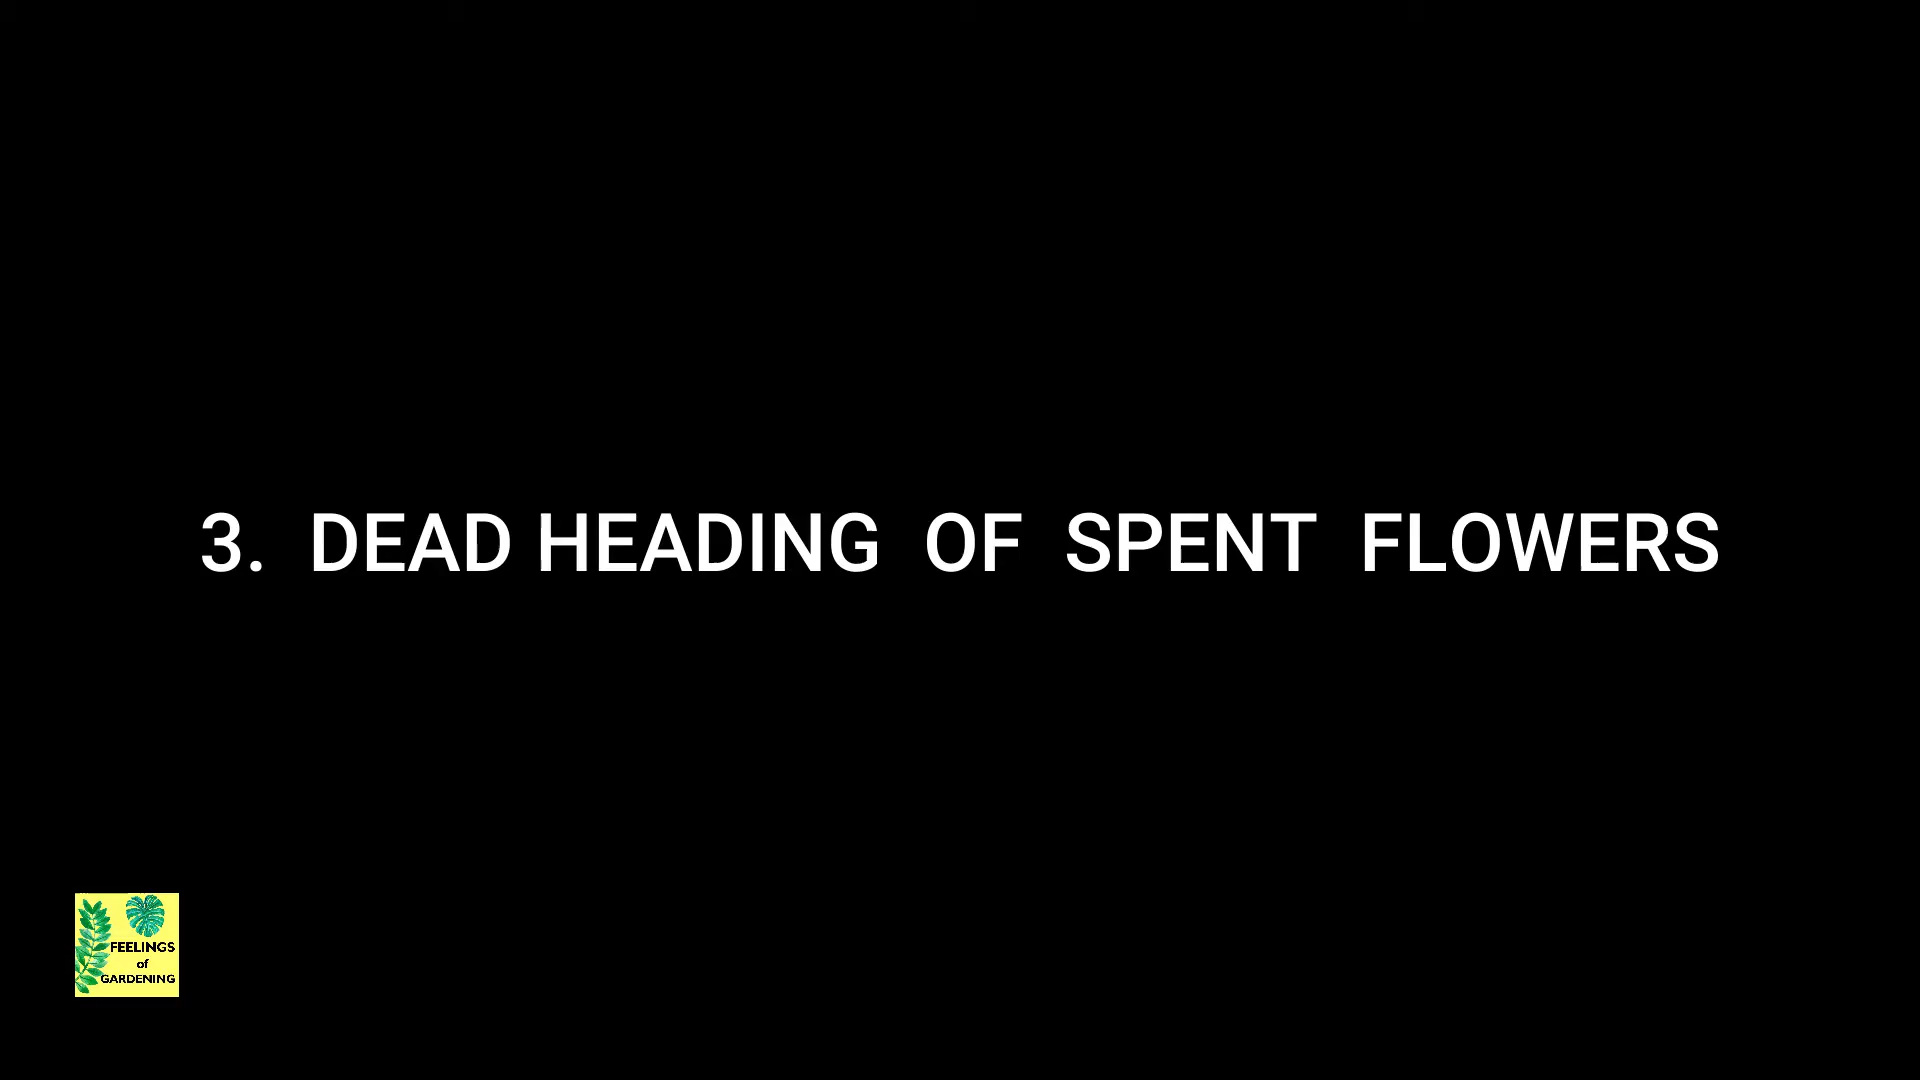 3. DEAD HEADING OF SPENT FLOWERS
FEELINGS
of
GARDENING